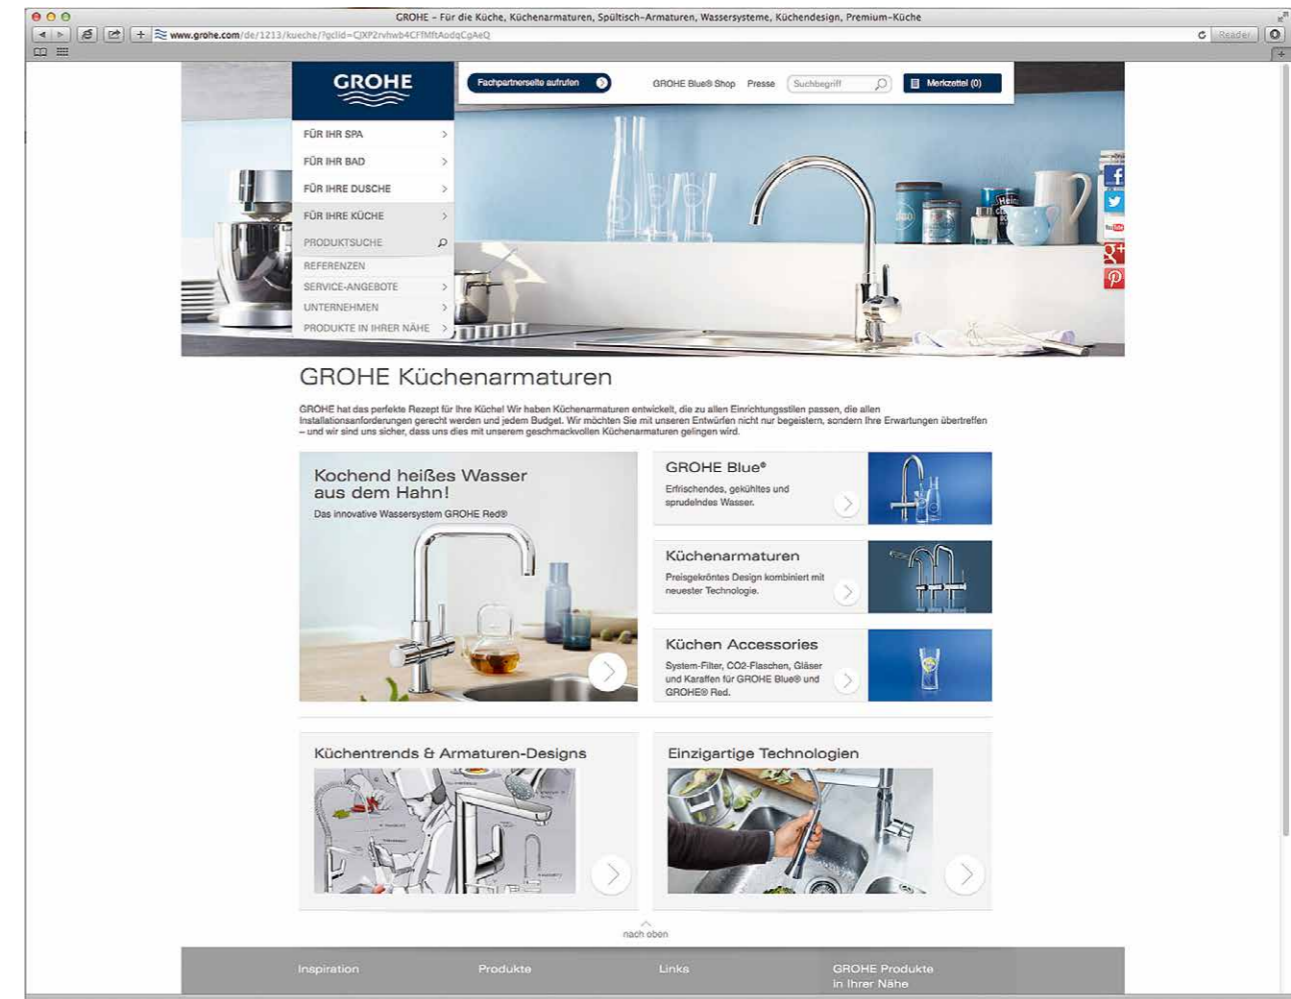 GROHE – Für die Küche, Küchenarmaturen, Spültisch-Armaturen, Wassersysteme, Küchendesign, Premium-Küche
www.grohe.com/de/1213/kueche/?gclid=CJXP2rvhwb4CFfMftAodqCgAeQ
Reader
GROHE
Fachpartnerseite aufrufen
GROHE Blue® Shop
Presse
Suchbegriff
Merkzettel (0)
FÜR IHR SPA
FÜR IHR BAD
FÜR IHRE DUSCHE
FÜR IHRE KÜCHE
PRODUKTSUCHE
REFERENZEN
SERVICE-ANGEBOTE
UNTERNEHMEN
PRODUKTE IN IHRER NÄHE
GROHE Küchenarmaturen
GROHE hat das perfekte Rezept für Ihre Küche! Wir haben Küchenarmaturen entwickelt, die zu allen Einrichtungsstilen passen, die allen
Installationsanforderungen gerecht werden und jedem Budget. Wir möchten Sie mit unseren Entwürfen nicht nur begeistern, sondern Ihre Erwartungen übertreffen
– und wir sind uns sicher, dass uns dies mit unserem geschmackvollen Küchenarmaturen gelingen wird.
Kochend heißes Wasser
aus dem Hahn!
Das innovative Wassersystem GROHE Red®
GROHE Blue®
Erfrischendes, gekühltes und
sprudelndes Wasser.
Küchenarmaturen
Preisgekröntes Design kombiniert mit
neuester Technologie.
Küchen Accessories
System-Filter, CO2-Flaschen, Gläser
und Karaffen für GROHE Blue® und
GROHE® Red.
Küchentrends & Armaturen-Designs
Einzigartige Technologien
nach oben
Inspiration
Produkte
Links
GROHE Produkte
in Ihrer Nähe